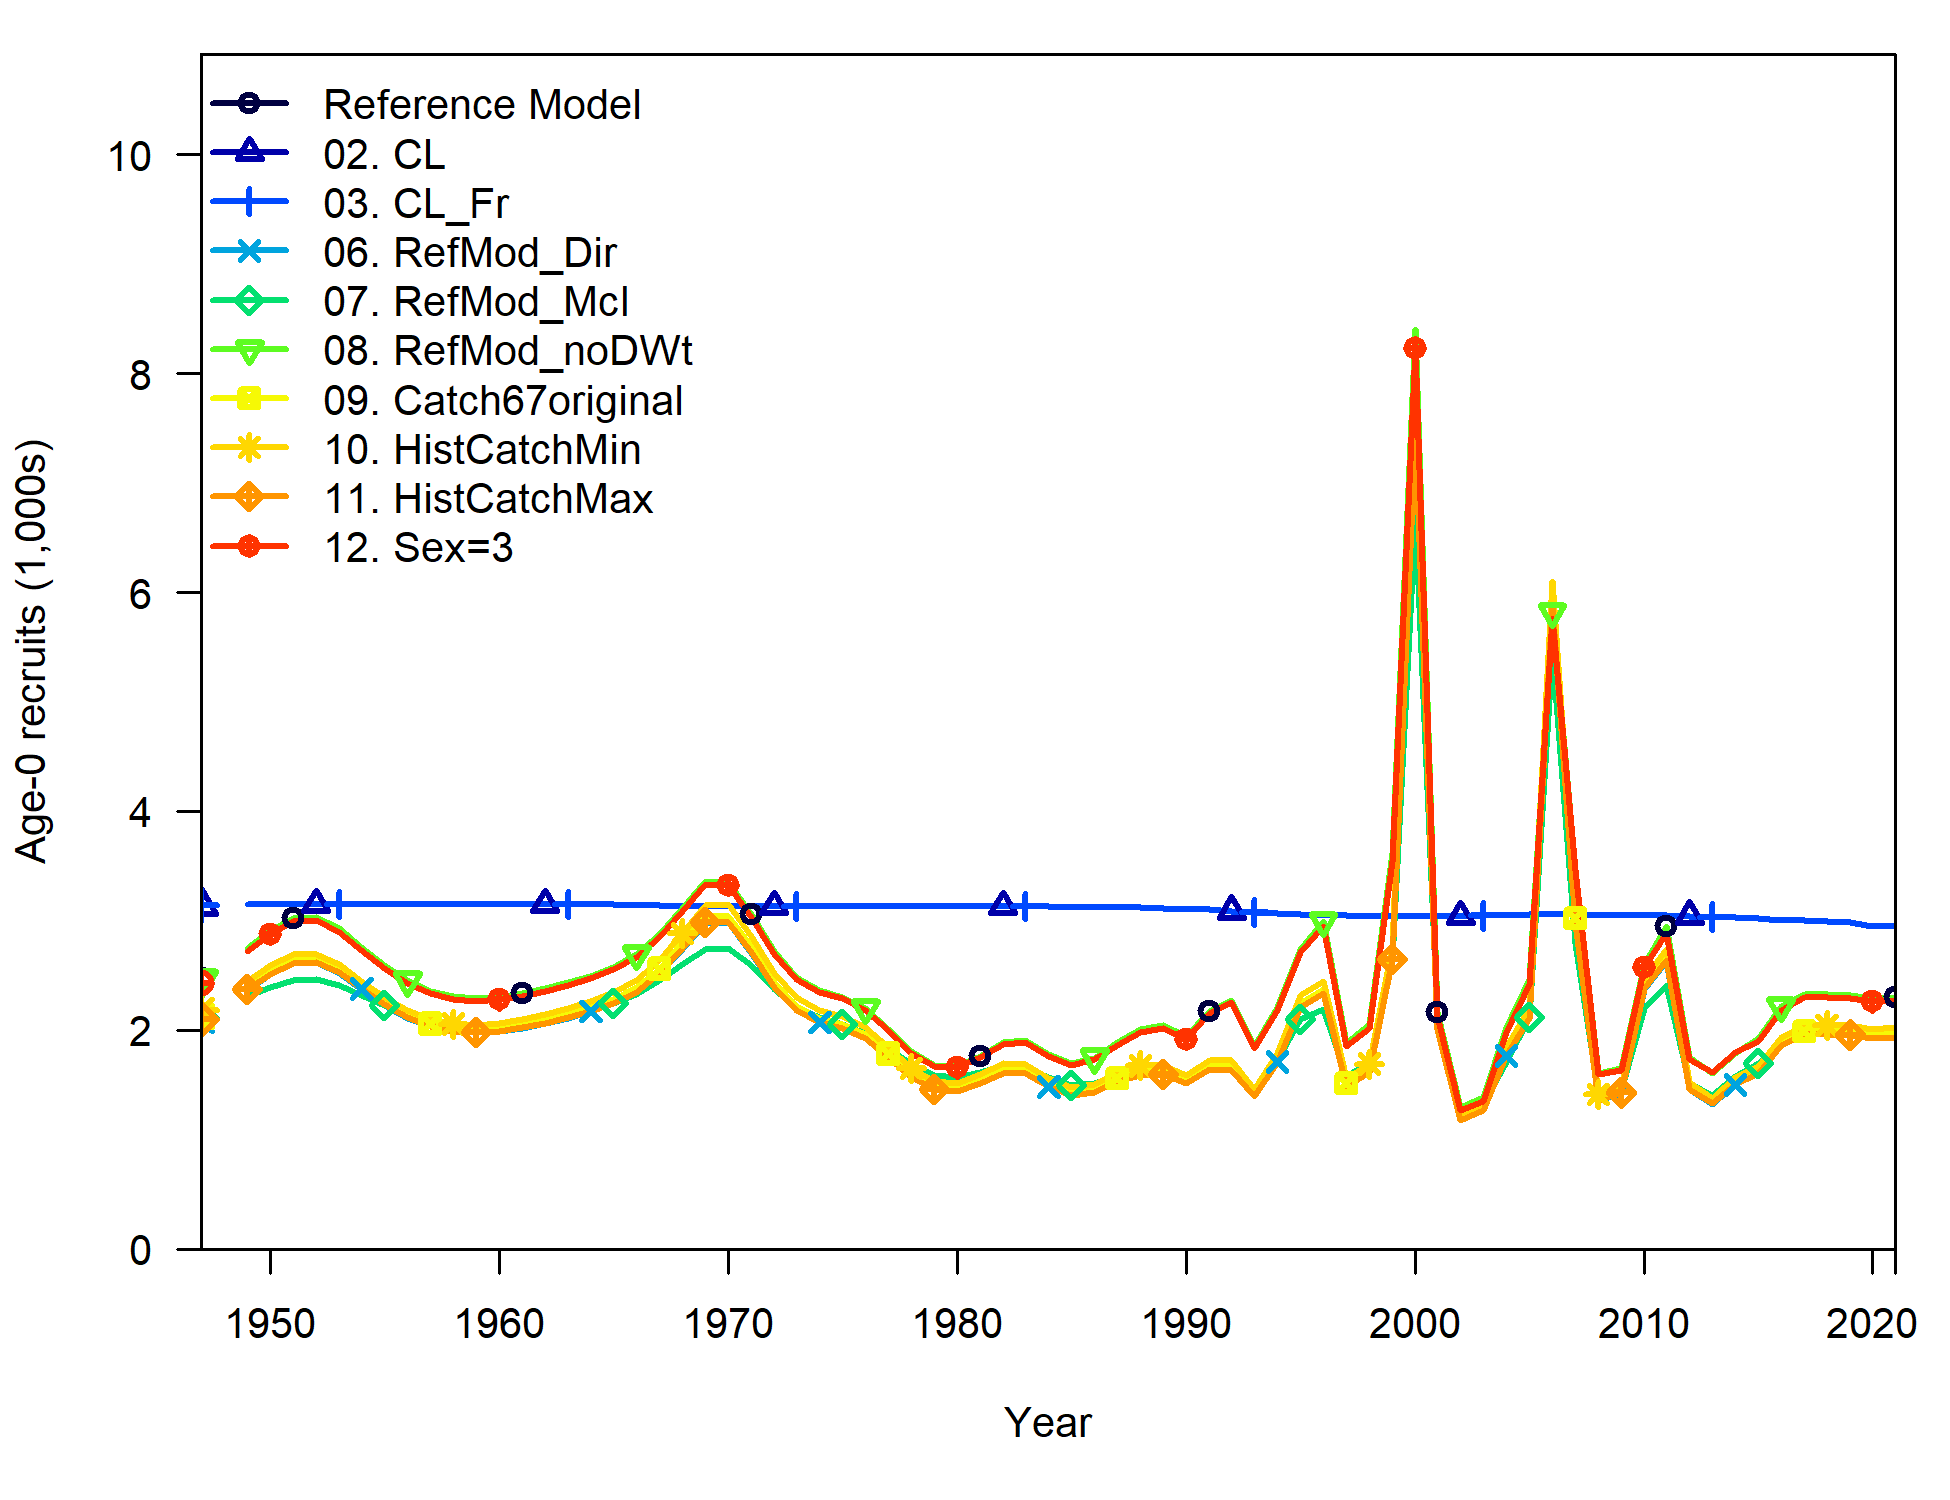 Reference Model
02. CL
03. CL_Fr
06. RefMod_Dir
07. RefMod_Mcl
08. RefMod_noDWt
09. Catch67original
10. HistCatchMin
11. HistCatchMax
12. Sex=3
Age-0 recruits (1,000s)
10
8
6
4
2
0
1950 1960 1970 1980 1990 2000 2010 2020
Year